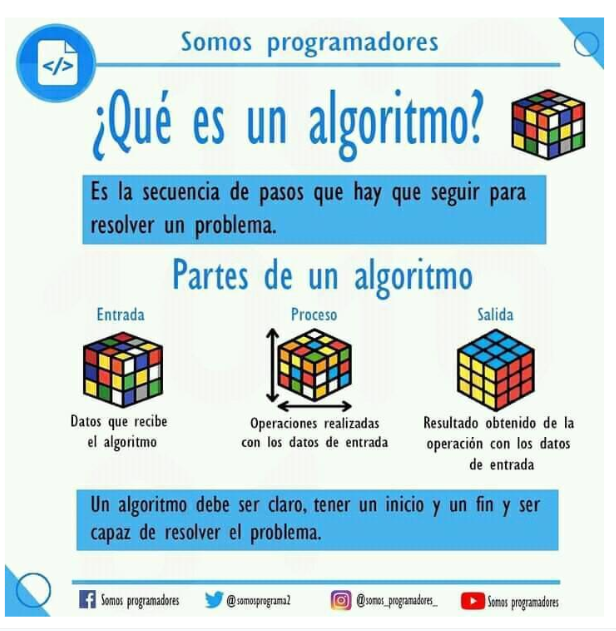 </>
Somos programadores
¿Qué es un algoritmo?
Es la secuencia de pasos que hay que seguir para
resolver un problema.
Partes de un algoritmo
Entrada
Datos que recibe
el algoritmo
Proceso
Operaciones realizadas
con los datos de entrada
Salida
Resultado obtenido de la
operación con los datos
de entrada
Un algoritmo debe ser claro, tener un inicio y un fin y ser
capaz de resolver el problema.
Somos programadores
@somosprograma2
@somos_programadores_
Somos programadores